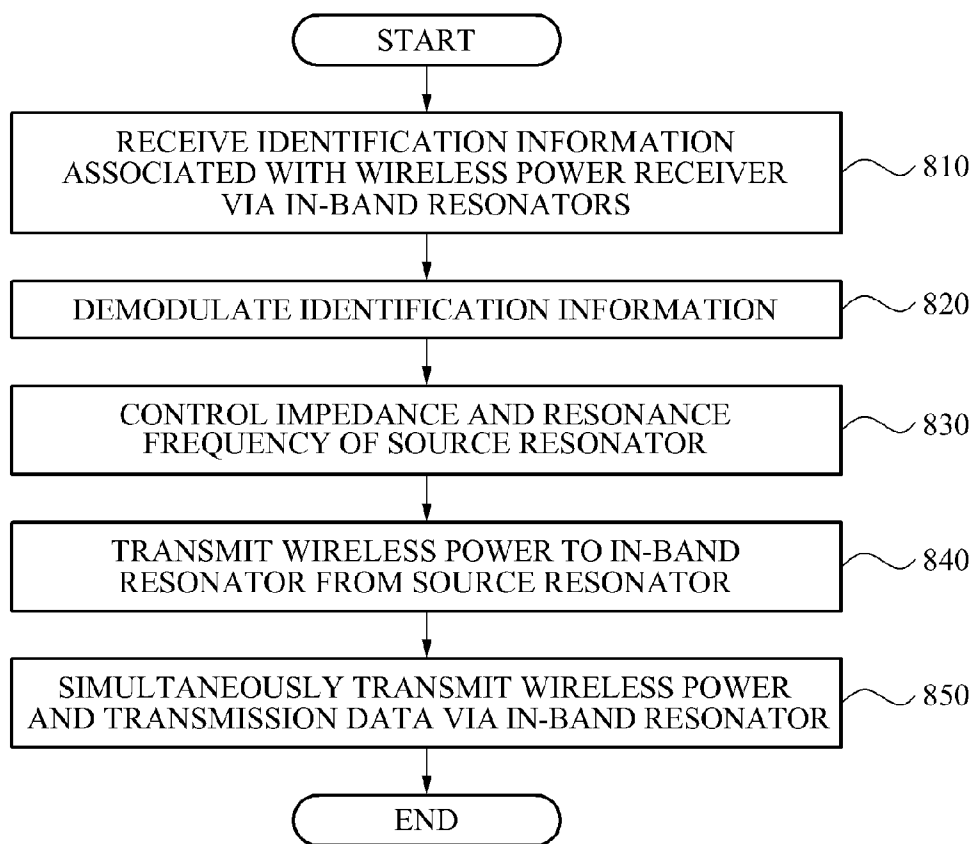 START
RECEIVE IDENTIFICATION INFORMATION
ASSOCIATED WITH WIRELESS POWER RECEIVER
VIA IN-BAND RESONATORS
810
DEMODULATE IDENTIFICATION INFORMATION
820
CONTROL IMPEDANCE AND RESONANCE
FREQUENCY OF SOURCE RESONATOR
830
TRANSMIT WIRELESS POWER TO IN-BAND
RESONATOR FROM SOURCE RESONATOR
840
SIMULTANEOUSLY TRANSMIT WIRELESS POWER
AND TRANSMISSION DATA VIA IN-BAND RESONATOR
850
END